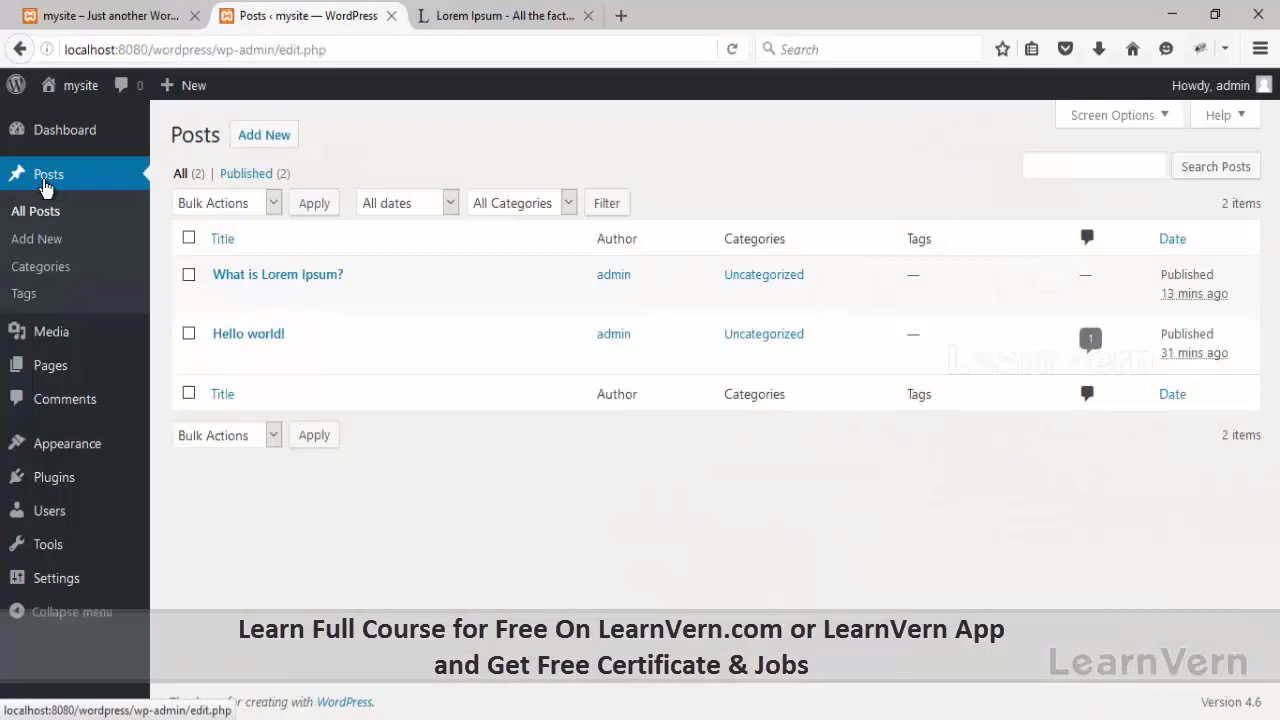 mysite – Just another Wor...
Posts ‹ mysite — WordPress
Lorem Ipsum - All the fact...
localhost:8080/wordpress/wp-admin/edit.php
Search
mysite
0
New
Howdy, admin
Dashboard
Posts
All Posts
Add New
Categories
Tags
Media
Pages
Comments
Appearance
Plugins
Users
Tools
Settings
Collapse menu
Screen Options
Help
Posts
Add New
All (2) | Published (2)
Search Posts
Bulk Actions
Apply
All dates
All Categories
Filter
2 items
Title Author Categories Tags Date
What is Lorem Ipsum? admin Uncategorized — — Published
13 mins ago
Hello world! admin Uncategorized — 1 Published
31 mins ago
LearnVern
Title Author Categories Tags Date
Bulk Actions
Apply
2 items
Learn Full Course for Free On LearnVern.com or LearnVern App
and Get Free Certificate & Jobs
LearnVern
for creating with WordPress.
Version 4.6
localhost:8080/wordpress/wp-admin/edit.php